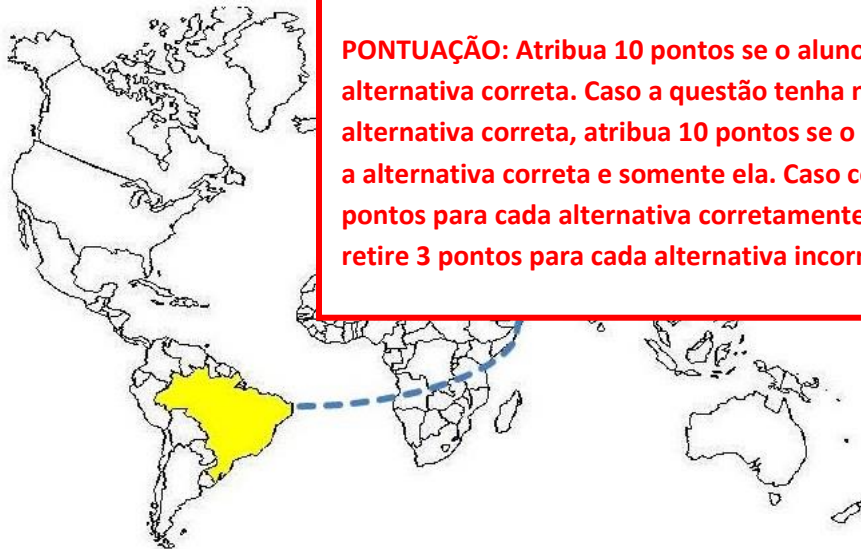 PONTUAÇÃO: Atribua 10 pontos se o aluno
alternativa correta. Caso a questão tenha
alternativa correta, atribua 10 pontos se o
a alternativa correta e somente ela. Caso
pontos para cada alternativa corretamente
retire 3 pontos para cada alternativa